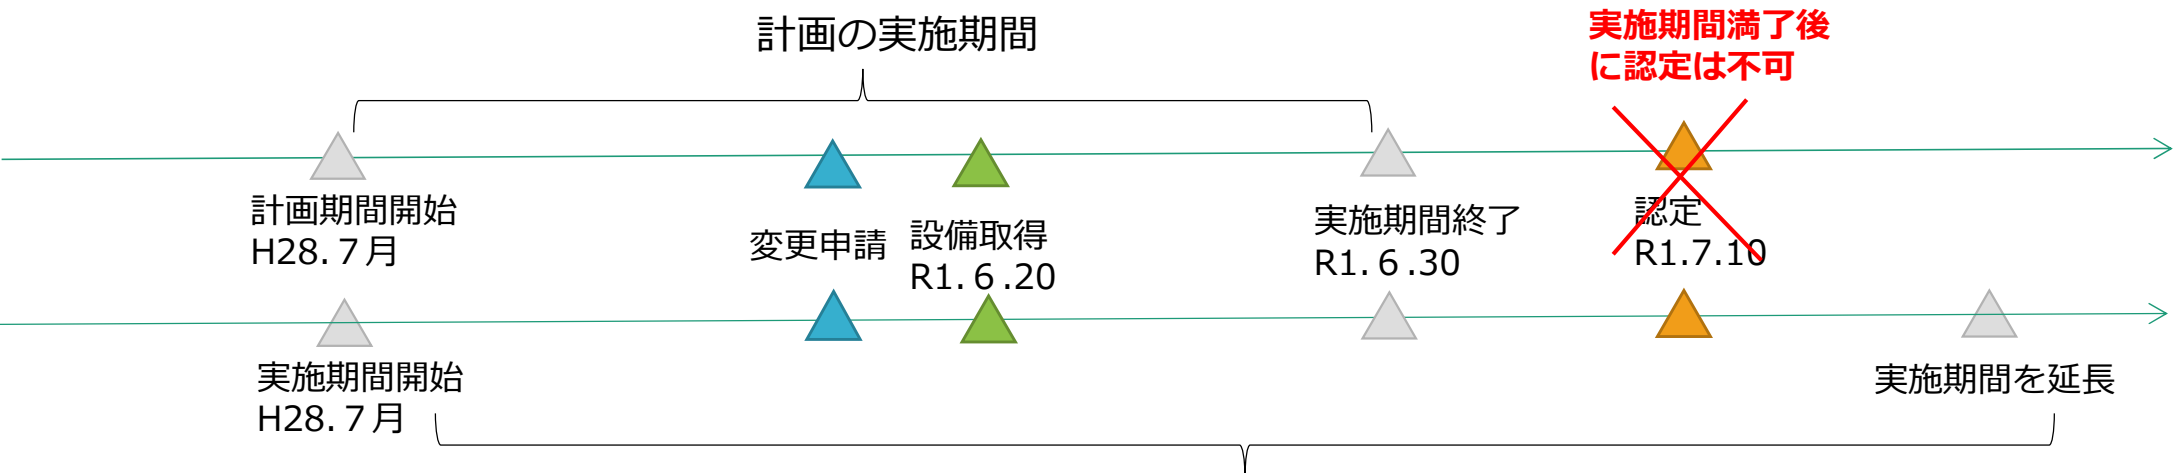 計画の実施期間
実施期間満了後
に認定は不可
計画期間開始
H28.７月
変更申請
設備取得
R1.６.20
実施期間終了
R1.６.30
認定
R1.7.10
実施期間開始
H28.７月
実施期間を延長